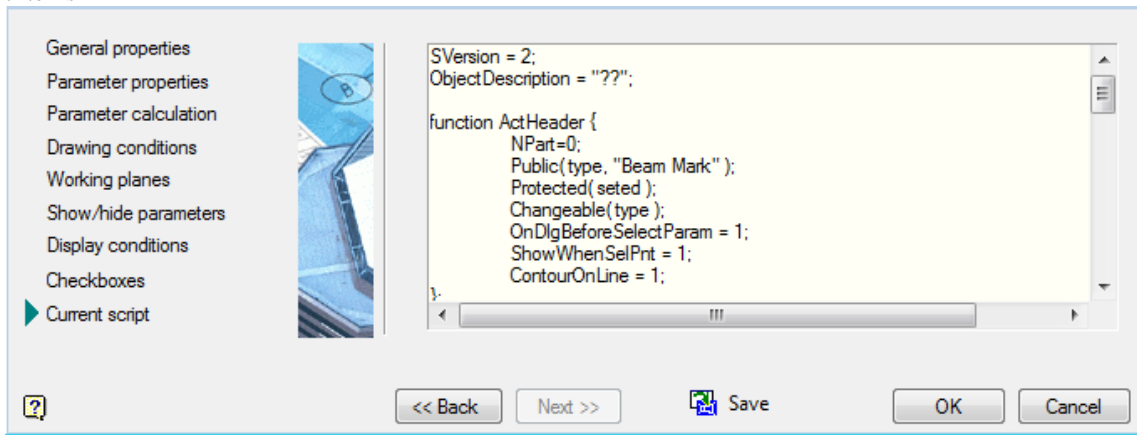 General properties
Parameter properties
Parameter calculation
Drawing conditions
Working planes
Show/hide parameters
Display conditions
Checkboxes
Current script
SVersion = 2;
ObjectDescription = "??";
function ActHeader {
NPart=0;
Public( type, "Beam Mark" );
Protected( seted );
Changeable( type );
OnDlgBeforeSelectParam = 1;
ShowWhenSelPnt = 1;
ContourOnLine = 1;
};
<< Back
Next >>
Save
OK
Cancel